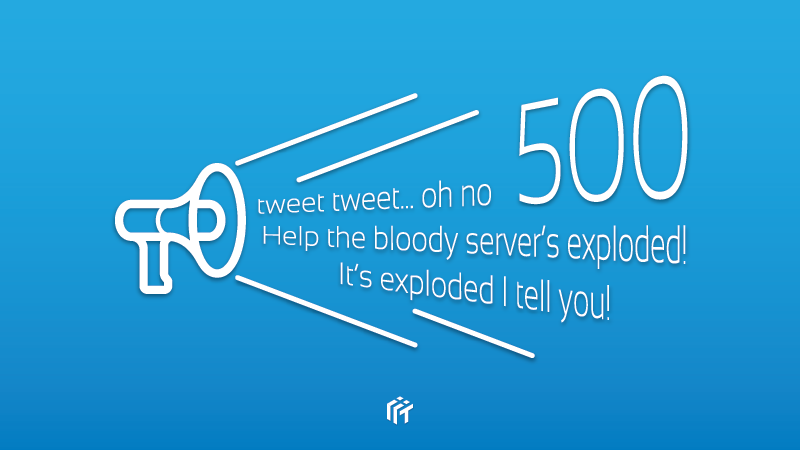 tweet tweet... oh no 500
Help the bloody server's exploded!
It's exploded I tell you!